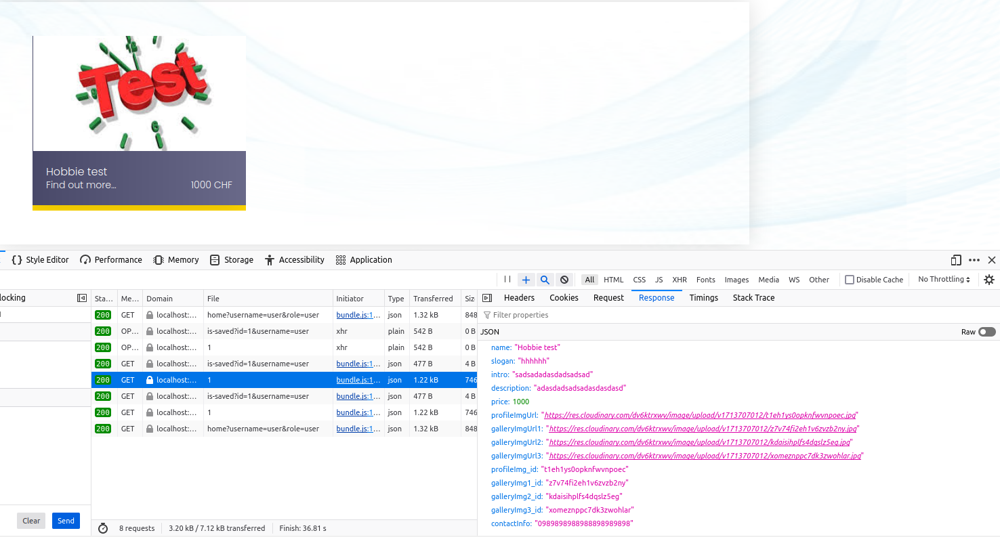 Test
Hobbie test
Find out more...
1000 CHF
{} Style Editor Performance Memory Storage Accessibility Application
All HTML CSS JS XHR Fonts Images Media WS Other Disable Cache No Throttling
locking
Sta... Me... Domain File Initiator Type Transferred
200 GET localhost:... home?username=user&role=user bundle.js:1... json 1.32 kB 848
200 OP... localhost:... is-saved?id=1&username=user xhr plain 542 B 0 B
200 OP... localhost:... 1 xhr plain 542 B 0 B
200 GET localhost:... is-saved?id=1&username=user bundle.js:1... json 477 B 4 B
200 GET localhost:... 1 bundle.js:1... json 1.22 kB 746
200 GET localhost:... is-saved?id=1&username=user bundle.js:1... json 477 B 4 B
200 GET localhost:... 1 bundle.js:1... json 1.22 kB 746
200 GET localhost:... home?username=user&role=user bundle.js:1... json 1.32 kB 848
Clear Send
8 requests 3.20 kB / 7.12 kB transferred Finish: 36.81 s
Headers Cookies Request Response Timings Stack Trace
Filter properties
JSON Raw
name: "Hobbie test"
slogan: "hhhhhh"
intro: "sadsadadasdadsadsad"
description: "adasdadsadsadasdasdasd"
price: 1000
profileImgUrl: "https://res.cloudinary.com/dv6ktrxwv/image/upload/v1713707012/t1eh1ys0opknfwvnpoec.jpg"
galleryImgUrl1: "https://res.cloudinary.com/dv6ktrxwv/image/upload/v1713707012/z7v74fi2eh1v6zvzb2ny.jpg"
galleryImgUrl2: "https://res.cloudinary.com/dv6ktrxwv/image/upload/v1713707012/kdaisihplfs4dqslz5eg.jpg"
galleryImgUrl3: "https://res.cloudinary.com/dv6ktrxwv/image/upload/v1713707012/xomeznppc7dk3zwohlar.jpg"
profileImg_id: "t1eh1ys0opknfwvnpoec"
galleryImg1_id: "z7v74fi2eh1v6zvzb2ny"
galleryImg2_id: "kdaisihplfs4dqslz5eg"
galleryImg3_id: "xomeznppc7dk3zwohlar"
contactInfo: "0989898988988898989898"